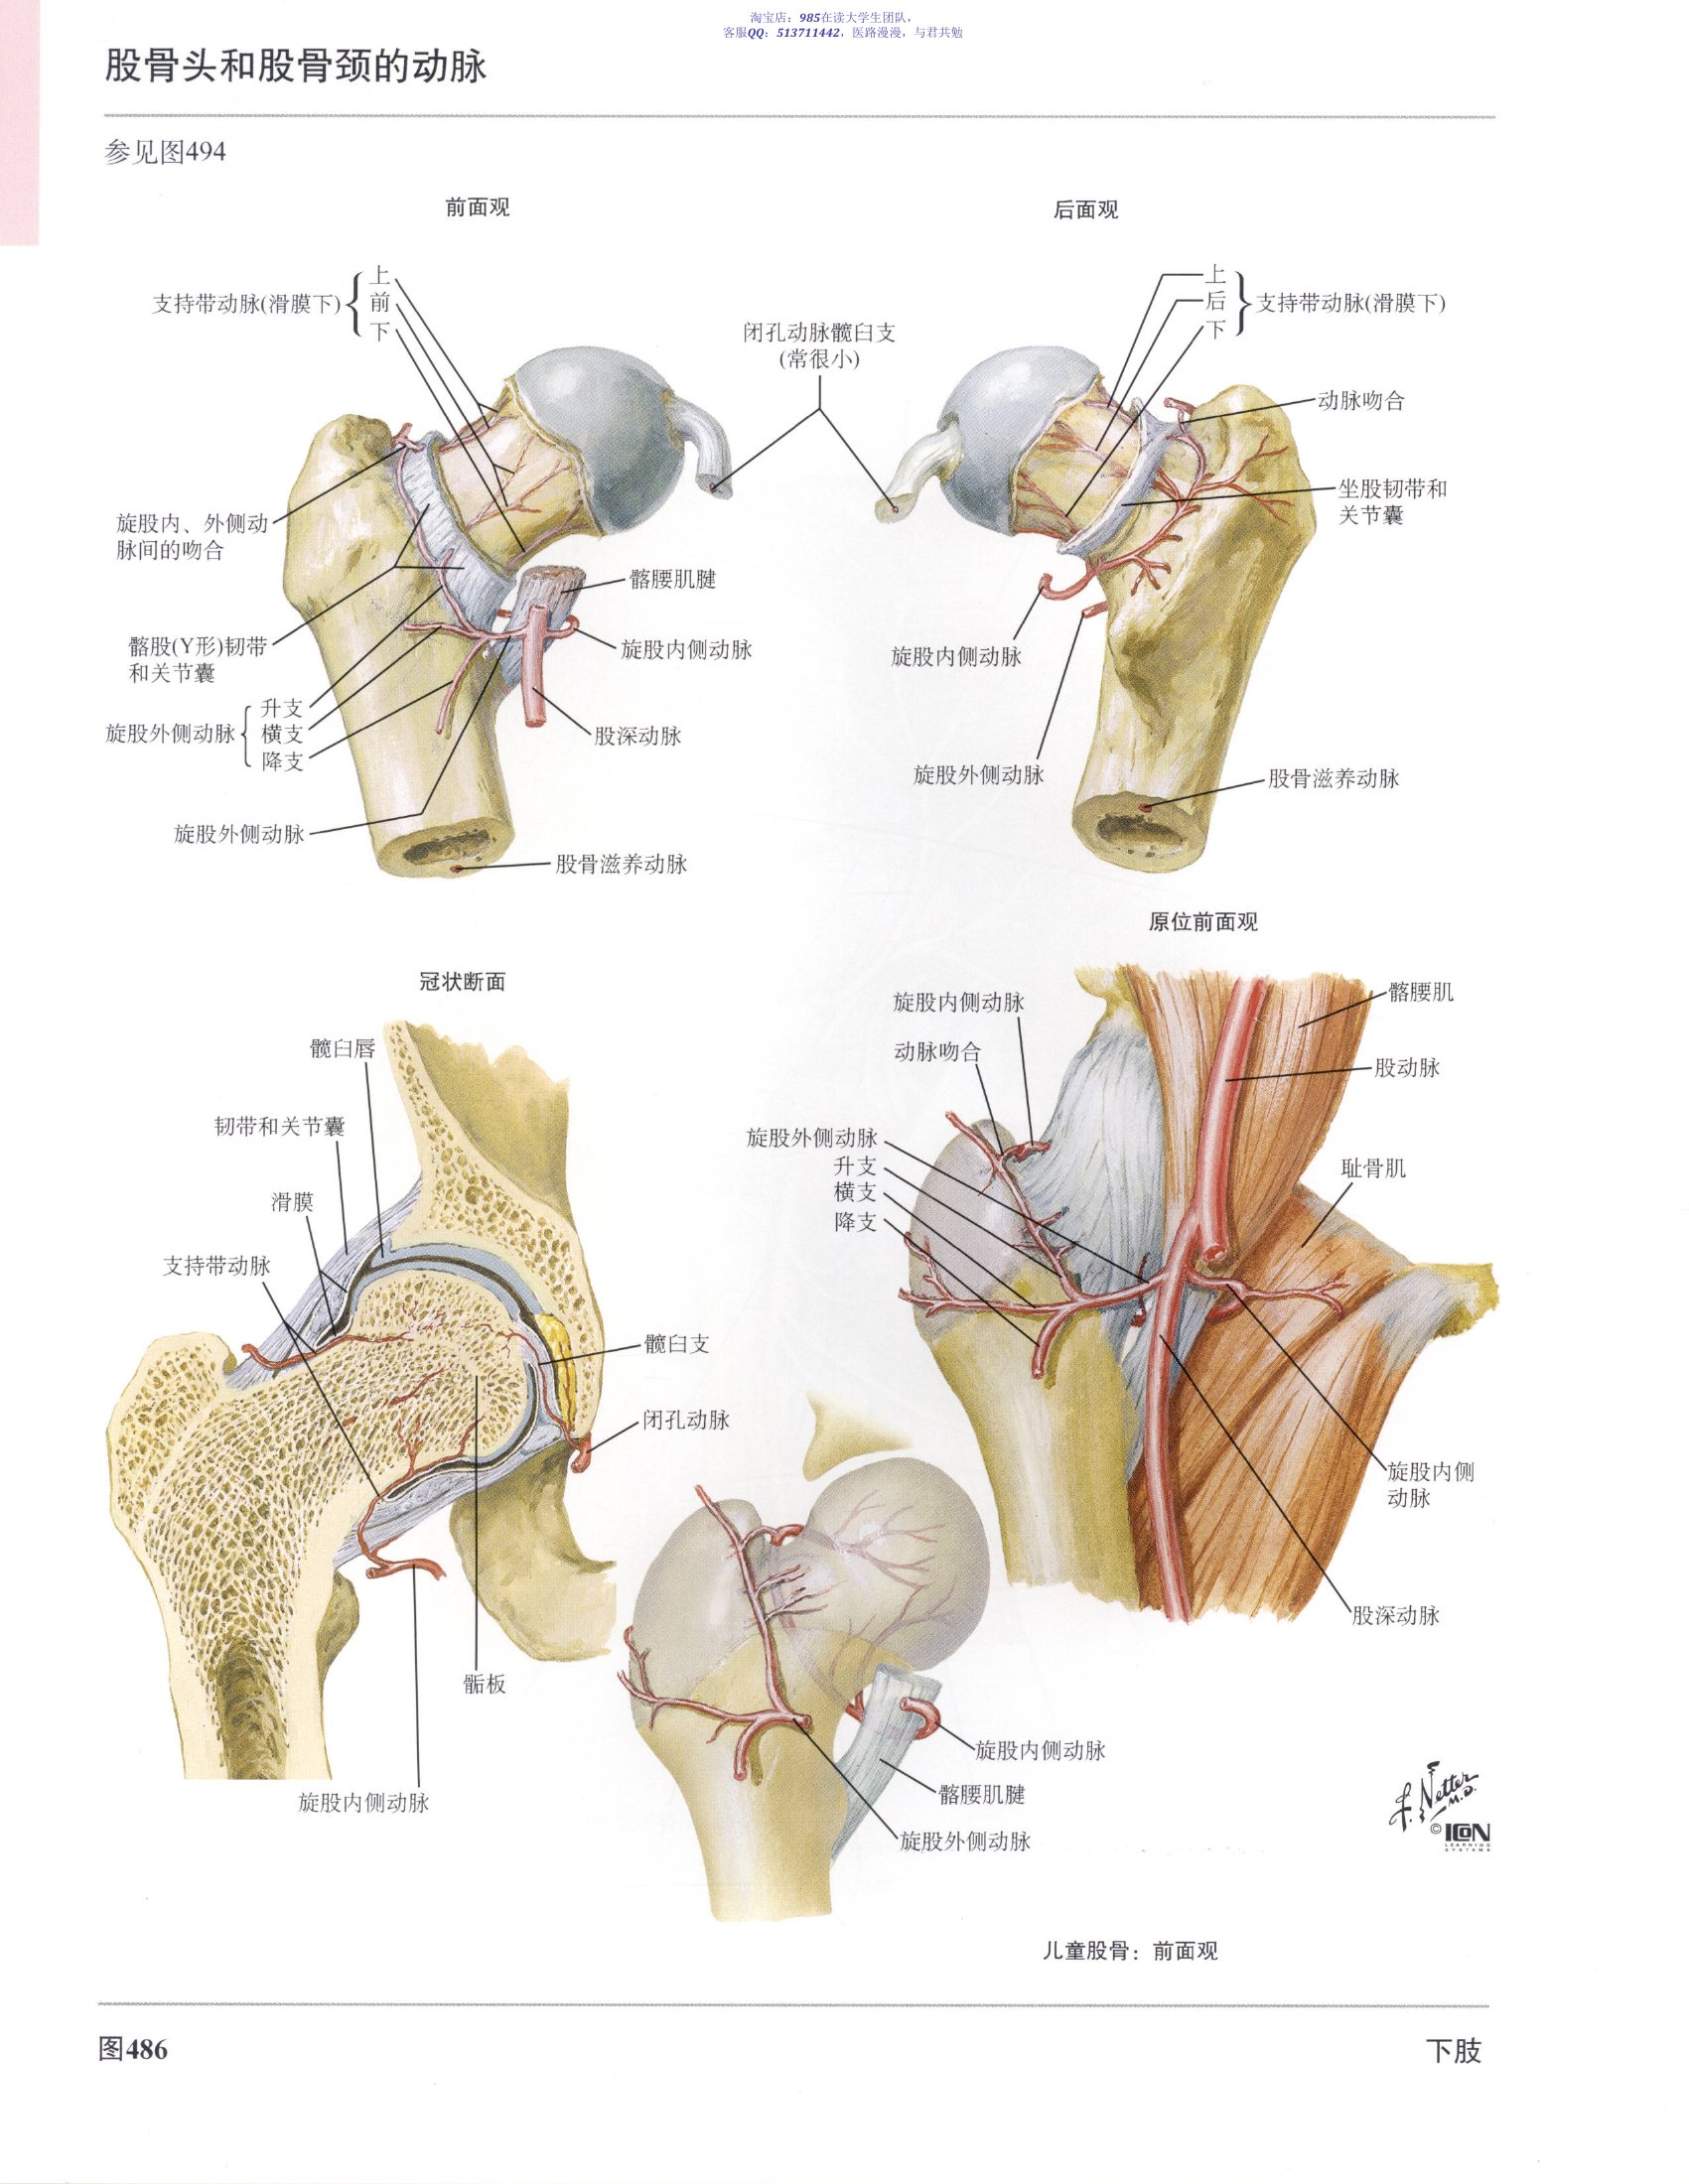 淘宝店：985在读大学生团队，
客服QQ：513711442，医路漫漫，与君共勉
股骨头和股骨颈的动脉
参见图494
前面观
后面观
支持带动脉(滑膜下)
上
前
下
闭孔动脉髋臼支
(常很小)
上
后
下
支持带动脉(滑膜下)
动脉吻合
旋股内、外侧动
脉间的吻合
坐股韧带和
关节囊
髂腰肌腱
髂股(Y形)韧带
和关节囊
旋股内侧动脉
旋股内侧动脉
旋股外侧动脉
升支
横支
降支
股深动脉
旋股外侧动脉
股骨滋养动脉
旋股外侧动脉
股骨滋养动脉
原位前面观
冠状断面
旋股内侧动脉
髂腰肌
髋臼唇
动脉吻合
股动脉
韧带和关节囊
旋股外侧动脉
升支
横支
降支
耻骨肌
滑膜
支持带动脉
髋臼支
闭孔动脉
旋股内侧
动脉
股深动脉
骺板
旋股内侧动脉
旋股内侧动脉
髂腰肌腱
旋股外侧动脉
F. Netter
M.D.
© ICON
LEARNING
SYSTEMS
儿童股骨：前面观
图486
下肢